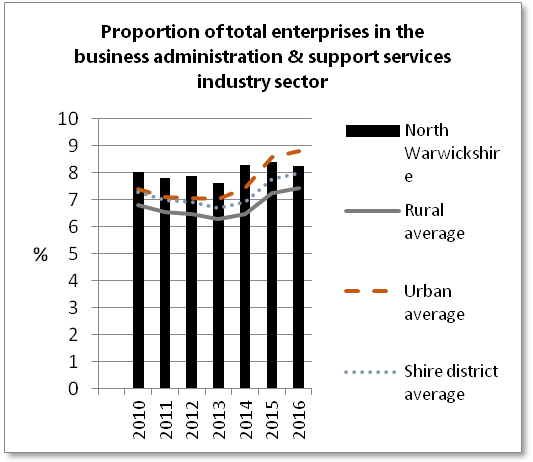 Proportion of total enterprises in the
business administration & support services
industry sector
10
9
8
7
6
5
4
3
2
1
0
%
2010
2011
2012
2013
2014
2015
2016
North
Warwickshir
e
Rural
average
Urban
average
Shire district
average